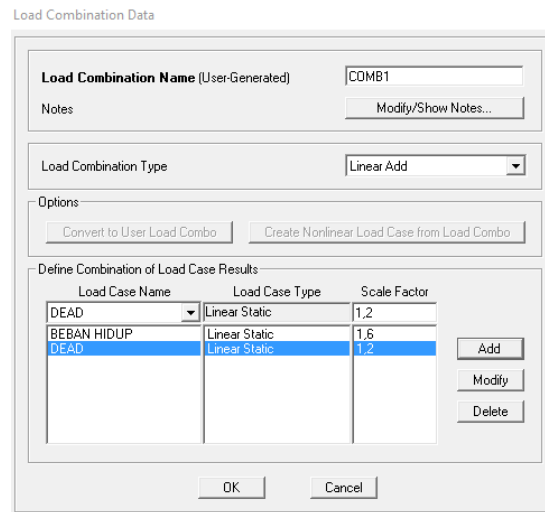 Load Combination Data
Load Combination Name (User-Generated) COMB1
Notes Modify/Show Notes...
Load Combination Type Linear Add
Options
Convert to User Load Combo Create Nonlinear Load Case from Load Combo
Define Combination of Load Case Results
Load Case Name Load Case Type Scale Factor
DEAD Linear Static 1,2
BEBAN HIDUP Linear Static 1,6
DEAD Linear Static 1,2
Add
Modify
Delete
OK Cancel